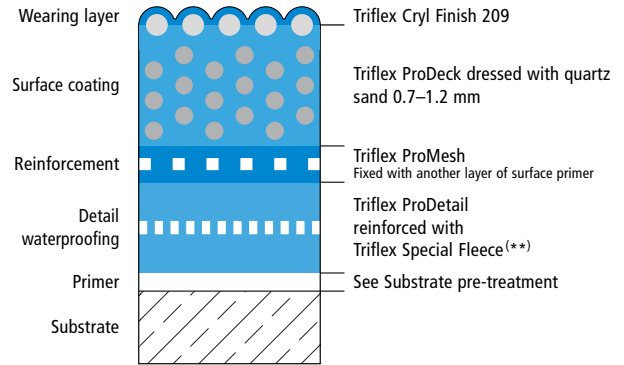 Wearing layer
Triflex Cryl Finish 209
Surface coating
Triflex ProDeck dressed with quartz
sand 0.7–1.2 mm
Reinforcement
Triflex ProMesh
Fixed with another layer of surface primer
Detail
waterproofing
Triflex ProDetail
reinforced with
Triflex Special Fleece(**)
Primer
See Substrate pre-treatment
Substrate